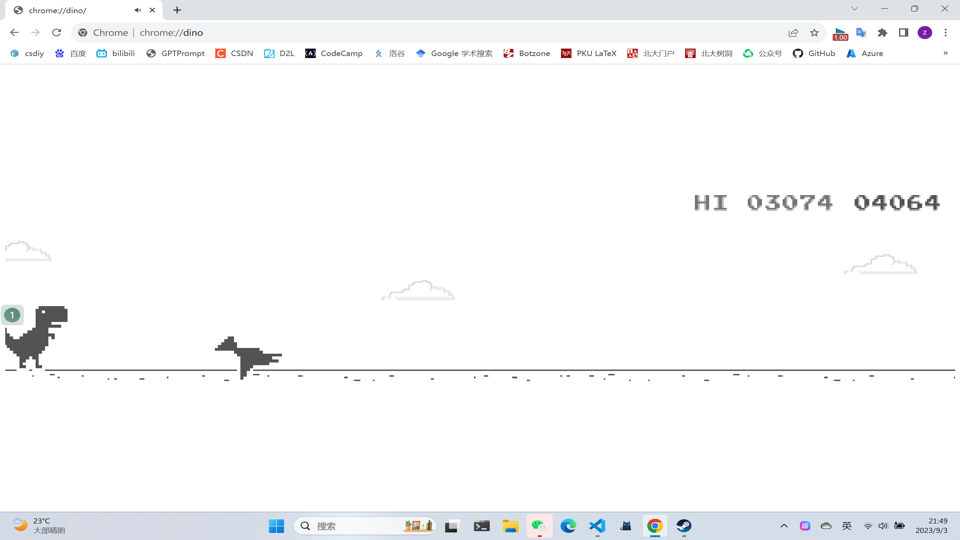 chrome://dino/
Chrome | chrome://dino
1.00
z
csdiy 百度 bilibili GPTPrompt CSDN D2L CodeCamp 洛谷 Google 学术搜索 Botzone PKU LaTeX 北大门户 北大树洞 公众号 GitHub Azure »
HI 03074 04064
1
23°C
大部晴朗
搜索
英
21:49
2023/9/3